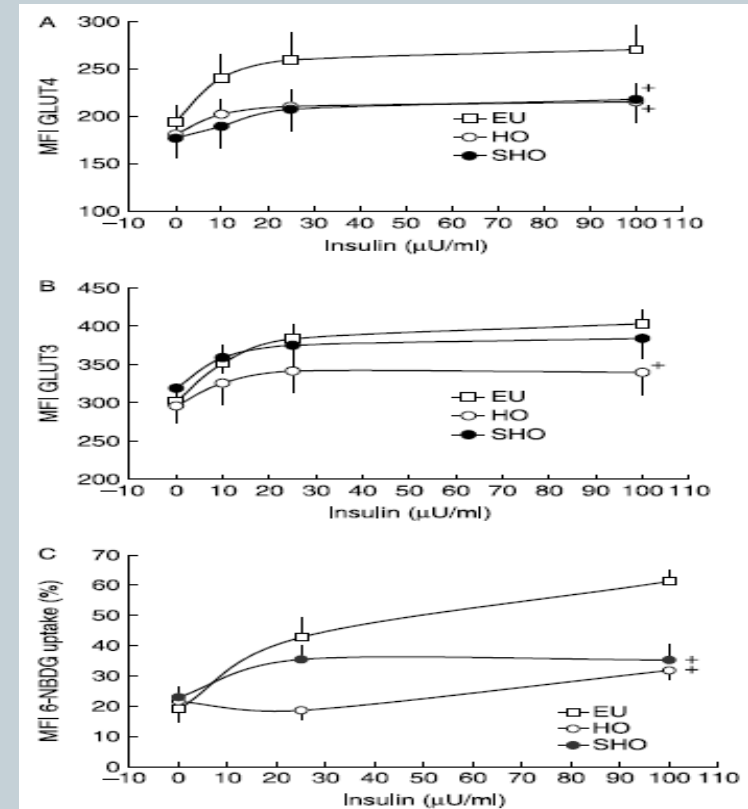 A
MFI GLUT4
300
250
200
150
100
+
+
EU
HO
SHO
−10 0 10 20 30 40 50 60 70 80 90 100 110
Insulin (μU/ml)
B
MFI GLUT3
450
400
350
300
250
200
+
EU
HO
SHO
−10 0 10 20 30 40 50 60 70 80 90 100 110
Insulin (μU/ml)
C
MFI 6-NBDG uptake (%)
70
60
50
40
30
20
10
0
+
+
EU
HO
SHO
−10 0 10 20 30 40 50 60 70 80 90 100 110
Insulin (μU/ml)